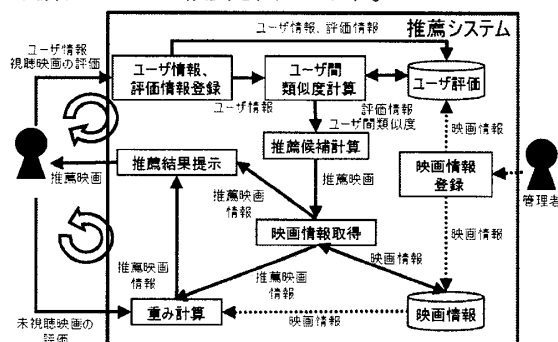 推薦システム
ユーザ情報、評価情報
ユーザ情報
視聴映画の評価
ユーザ情報、
評価情報登録
ユーザ情報
ユーザ間
類似度計算
評価情報
ユーザ間類似度
ユーザ評価
映画情報
推薦候補計算
推薦映画
推薦結果提示
推薦映画
推薦映画
情報
映画情報
登録
管理者
映画情報取得
映画情報
映画情報
推薦映画
情報
推薦映画
情報
重み計算
映画情報
映画情報
未視聴映画の
評価